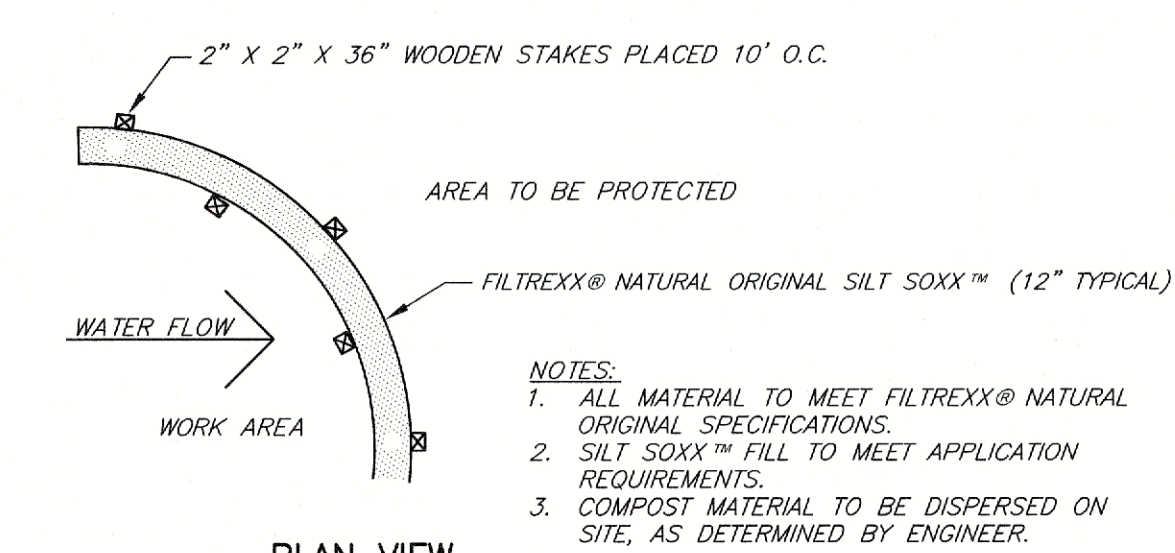 2" X 2" X 36" WOODEN STAKES PLACED 10' O.C.
AREA TO BE PROTECTED
FILTREXX® NATURAL ORIGINAL SILT SOXX™ (12" TYPICAL)
WATER FLOW
WORK AREA
NOTES:
1. ALL MATERIAL TO MEET FILTREXX® NATURAL
ORIGINAL SPECIFICATIONS.
2. SILT SOXX™ FILL TO MEET APPLICATION
REQUIREMENTS.
3. COMPOST MATERIAL TO BE DISPERSED ON
SITE, AS DETERMINED BY ENGINEER.
PLAN VIEW